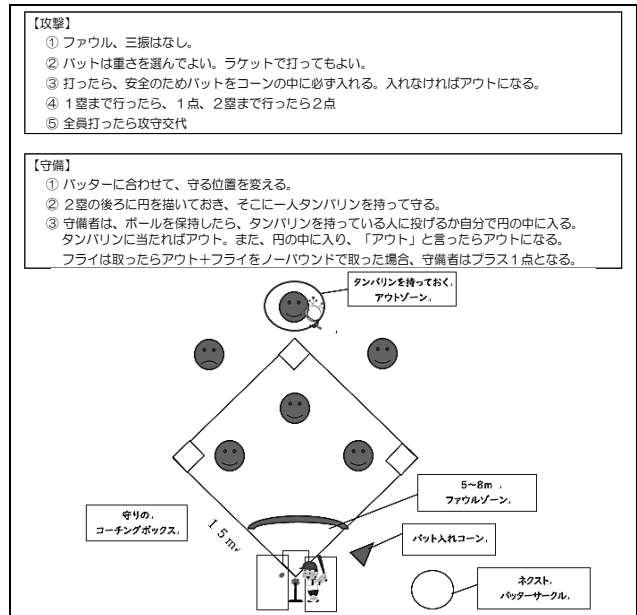 【攻撃】
① ファウル、三振はなし。
② バットは重さを選んでよい。ラケットで打ってもよい。
③ 打ったら、安全のためバットをコーンの中に必ず入れる。入れなければアウトになる。
④ 1塁まで行ったら、1点、2塁まで行ったら2点
⑤ 全員打ったら攻守交代
【守備】
① バッターに合わせて、守る位置を変える。
② 2塁の後ろに円を描いておき、そこに一人タンバリンを持って守る。
③ 守備者は、ボールを保持したら、タンバリンを持っている人に投げるか自分で円の中に入る。
タンバリンに当たればアウト。また、円の中に入り、「アウト」と言ったらアウトになる。
フライは取ったらアウト+フライをノーバウンドで取った場合、守備者はプラス1点となる。
タンバリンを持っておく
アウトゾーン
5~8m
ファウルゾーン
守りの
コーチングボックス
15m
バット入れコーン
ネクスト
バッターサークル